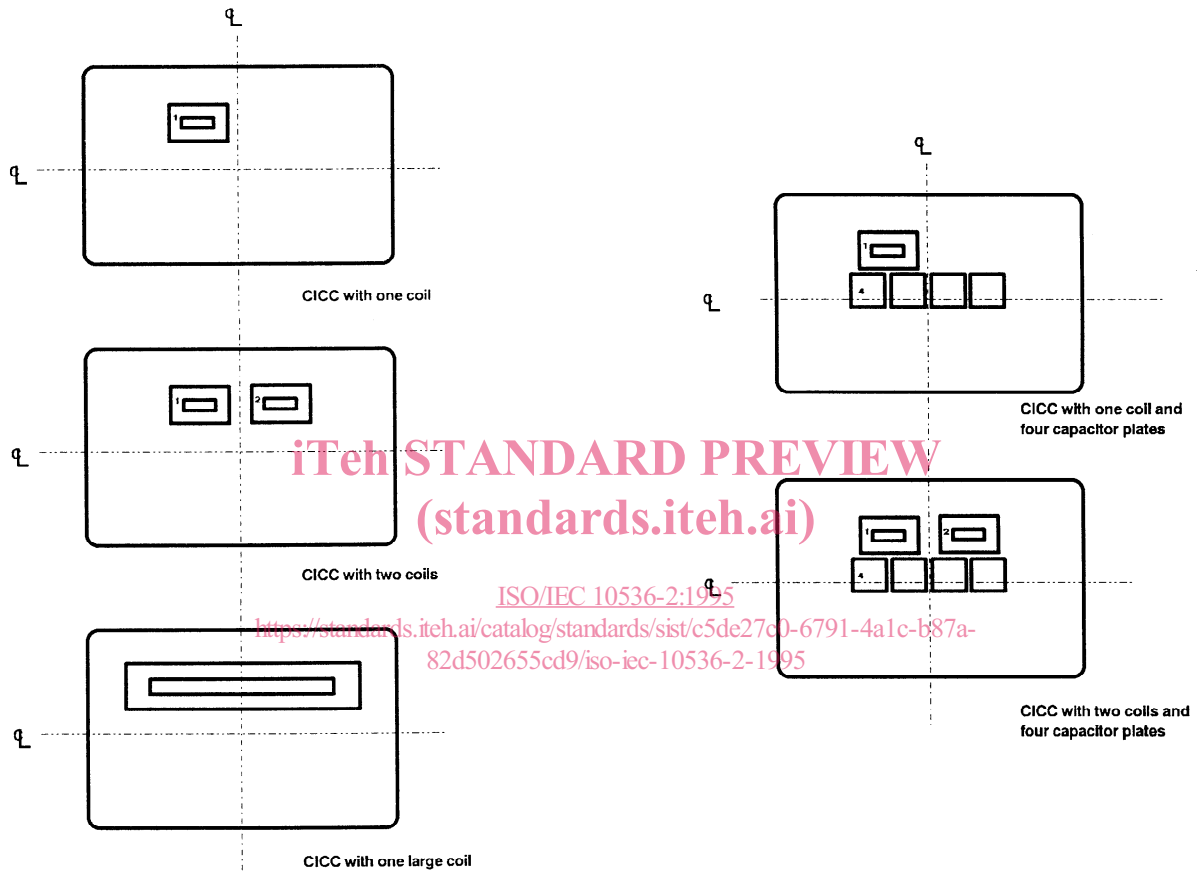 ℄
1
℄
CICC with one coil
1 2
℄
CICC with two coils
℄
CICC with one large coil
℄
1
4
℄
CICC with one coil and
four capacitor plates
1 2
4
℄
CICC with two coils and
four capacitor plates
iTeh STANDARD PREVIEW
(standards.iteh.ai)
ISO/IEC 10536-2:1995
https://standards.iteh.ai/catalog/standards/sist/c5de27c0-6791-4a1c-b87a-
82d502655cd9/iso-iec-10536-2-1995